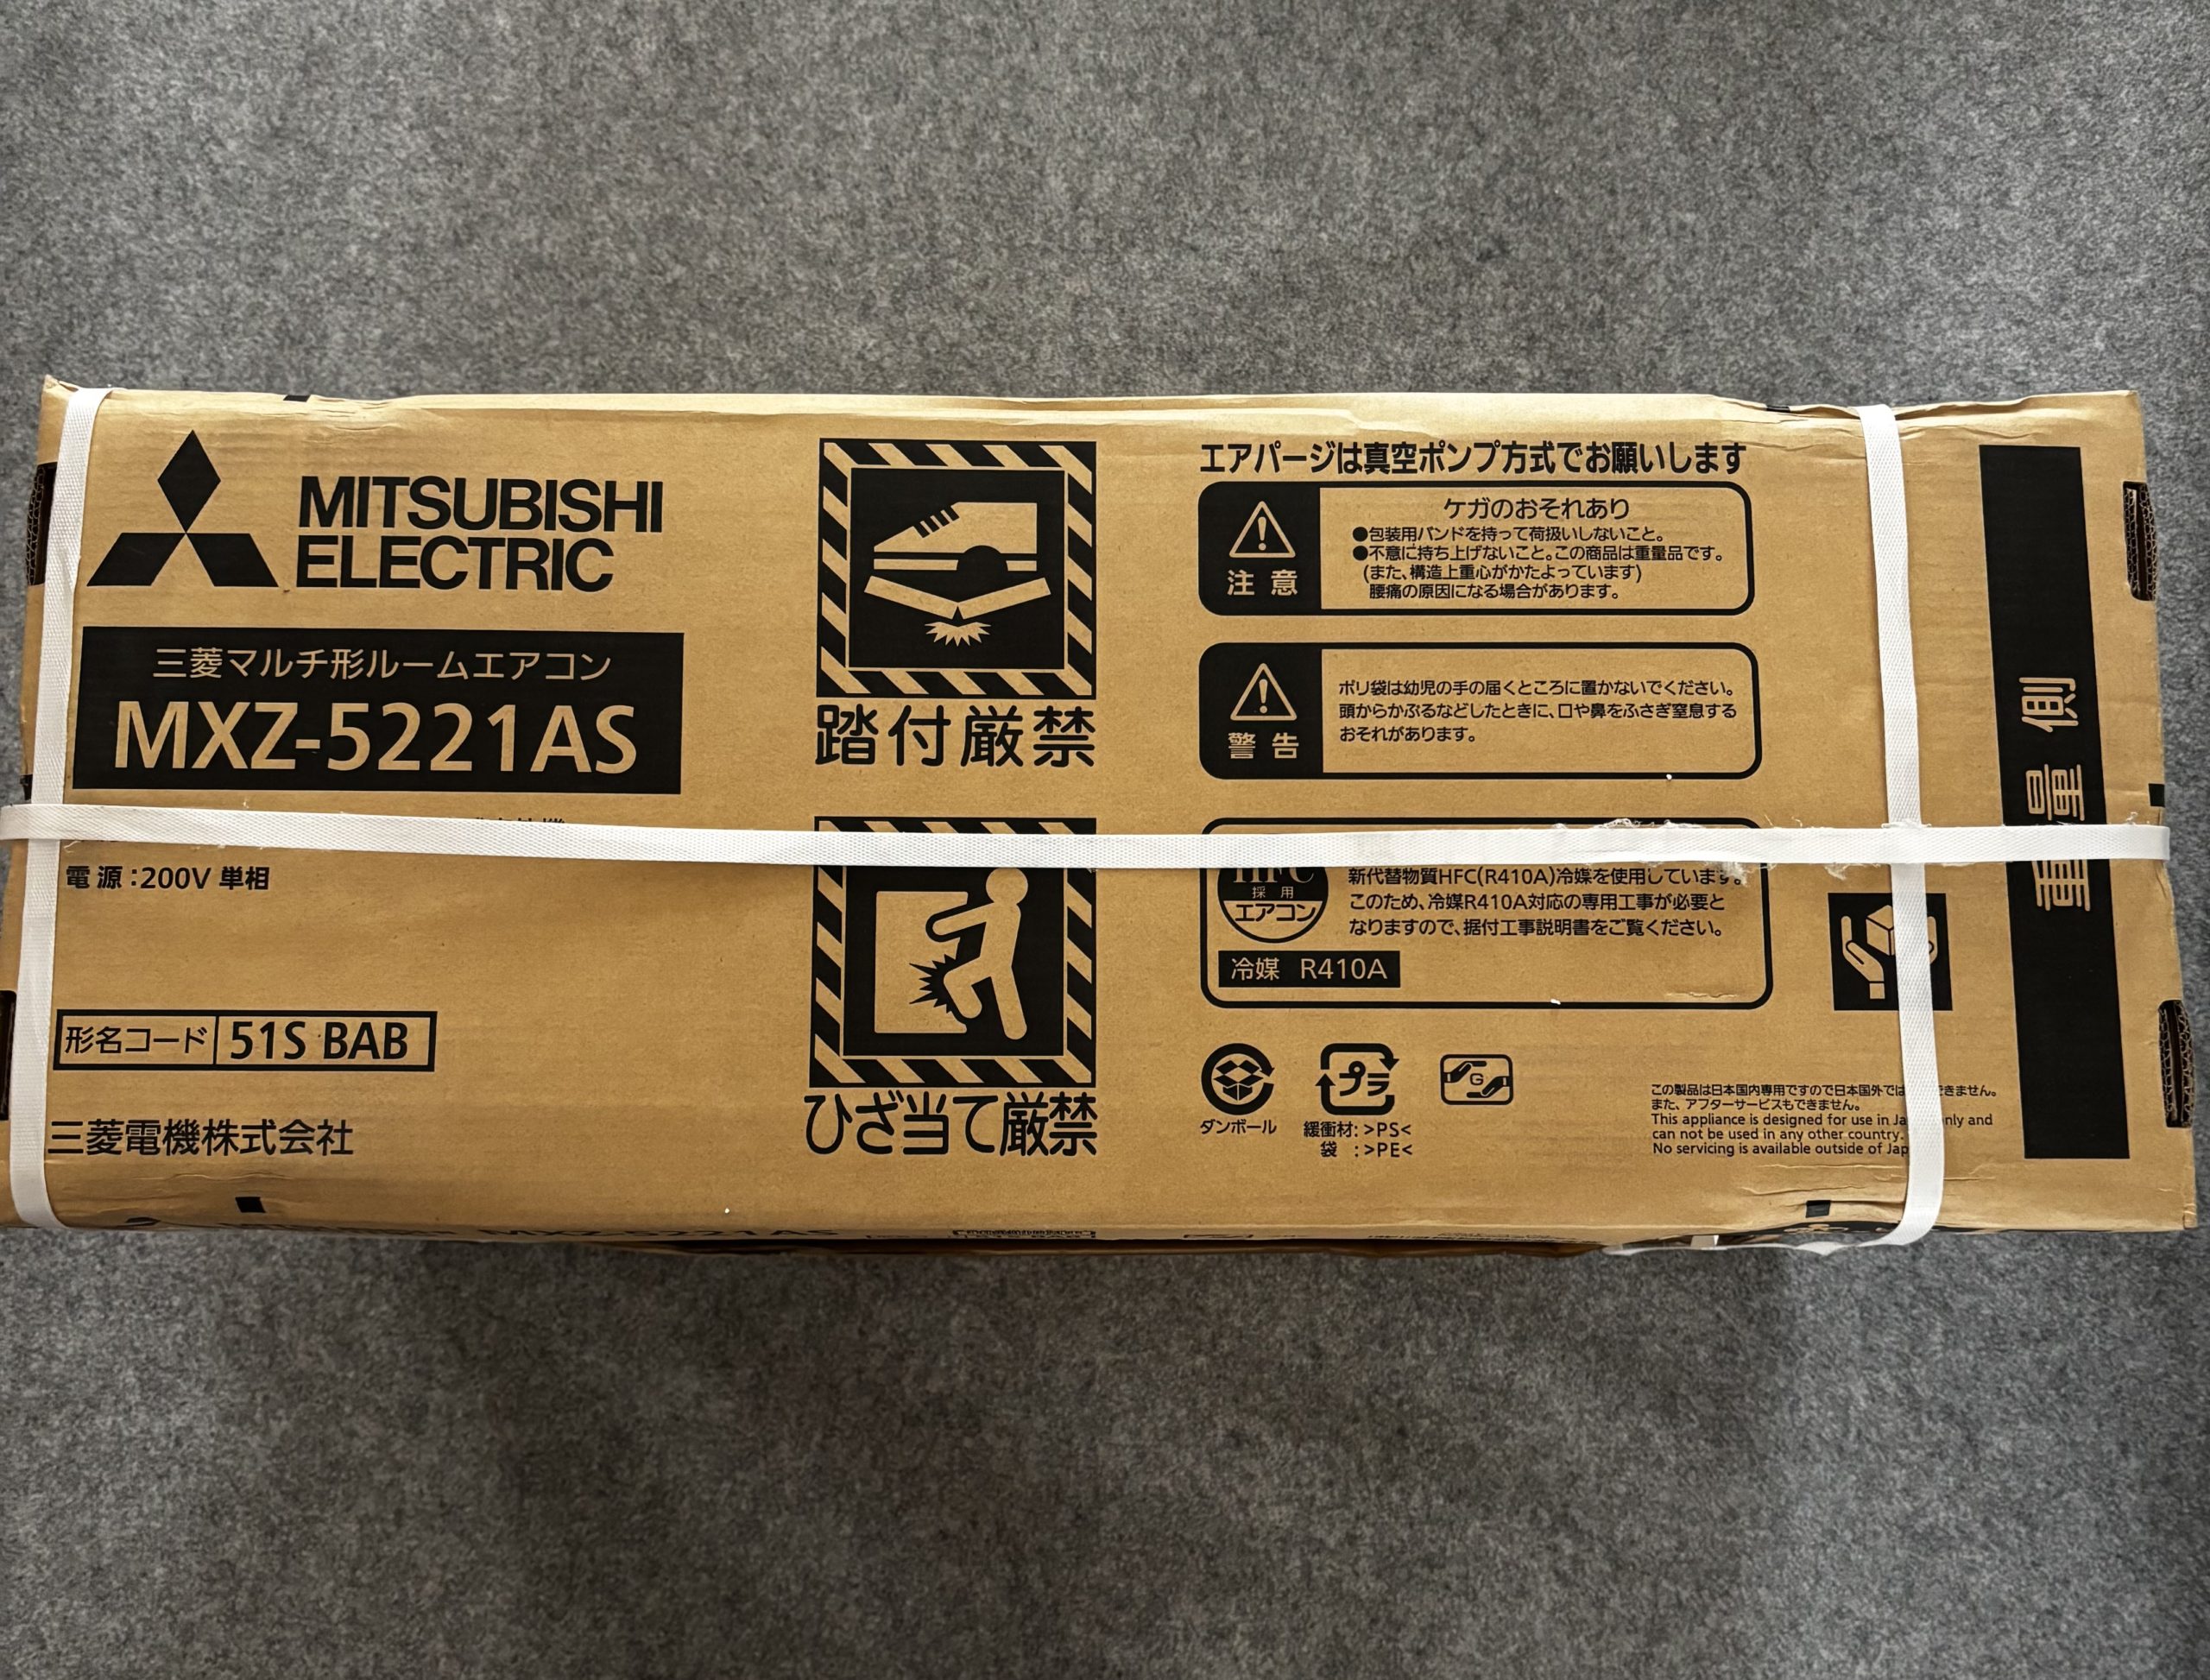 MITSUBISHI
ELECTRIC
三菱マルチ形ルームエアコン
MXZ-5221AS
電源:200V 単相
形名コード 51S BAB
三菱電機株式会社
踏付厳禁
ひざ当て厳禁
エアパージは真空ポンプ方式でお願いします
注意
ケガのおそれあり
●包装用バンドを持って荷扱いしないこと。
●不意に持ち上げないこと。この商品は重量品です。
(また、構造上重心がかたよっています)
腰痛の原因になる場合があります。
警告
ポリ袋は幼児の手の届くところに置かないでください。
頭からかぶるなどしたときに、口や鼻をふさぎ窒息する
おそれがあります。
HFC
採用
エアコン
新代替物質HFC(R410A)冷媒を使用しています。
このため、冷媒R410A対応の専用工事が必要と
なりますので、据付工事説明書をご覧ください。
冷媒 R410A
ダンボール
プラ
緩衝材:>PS<
袋 :>PE<
G
この製品は日本国内専用ですので日本国外では きません。
また、アフターサービスもできません。
This appliance is designed for use in only and
can not be used in any other country.
No servicing is available outside of
重量側
MXZ-5221AS